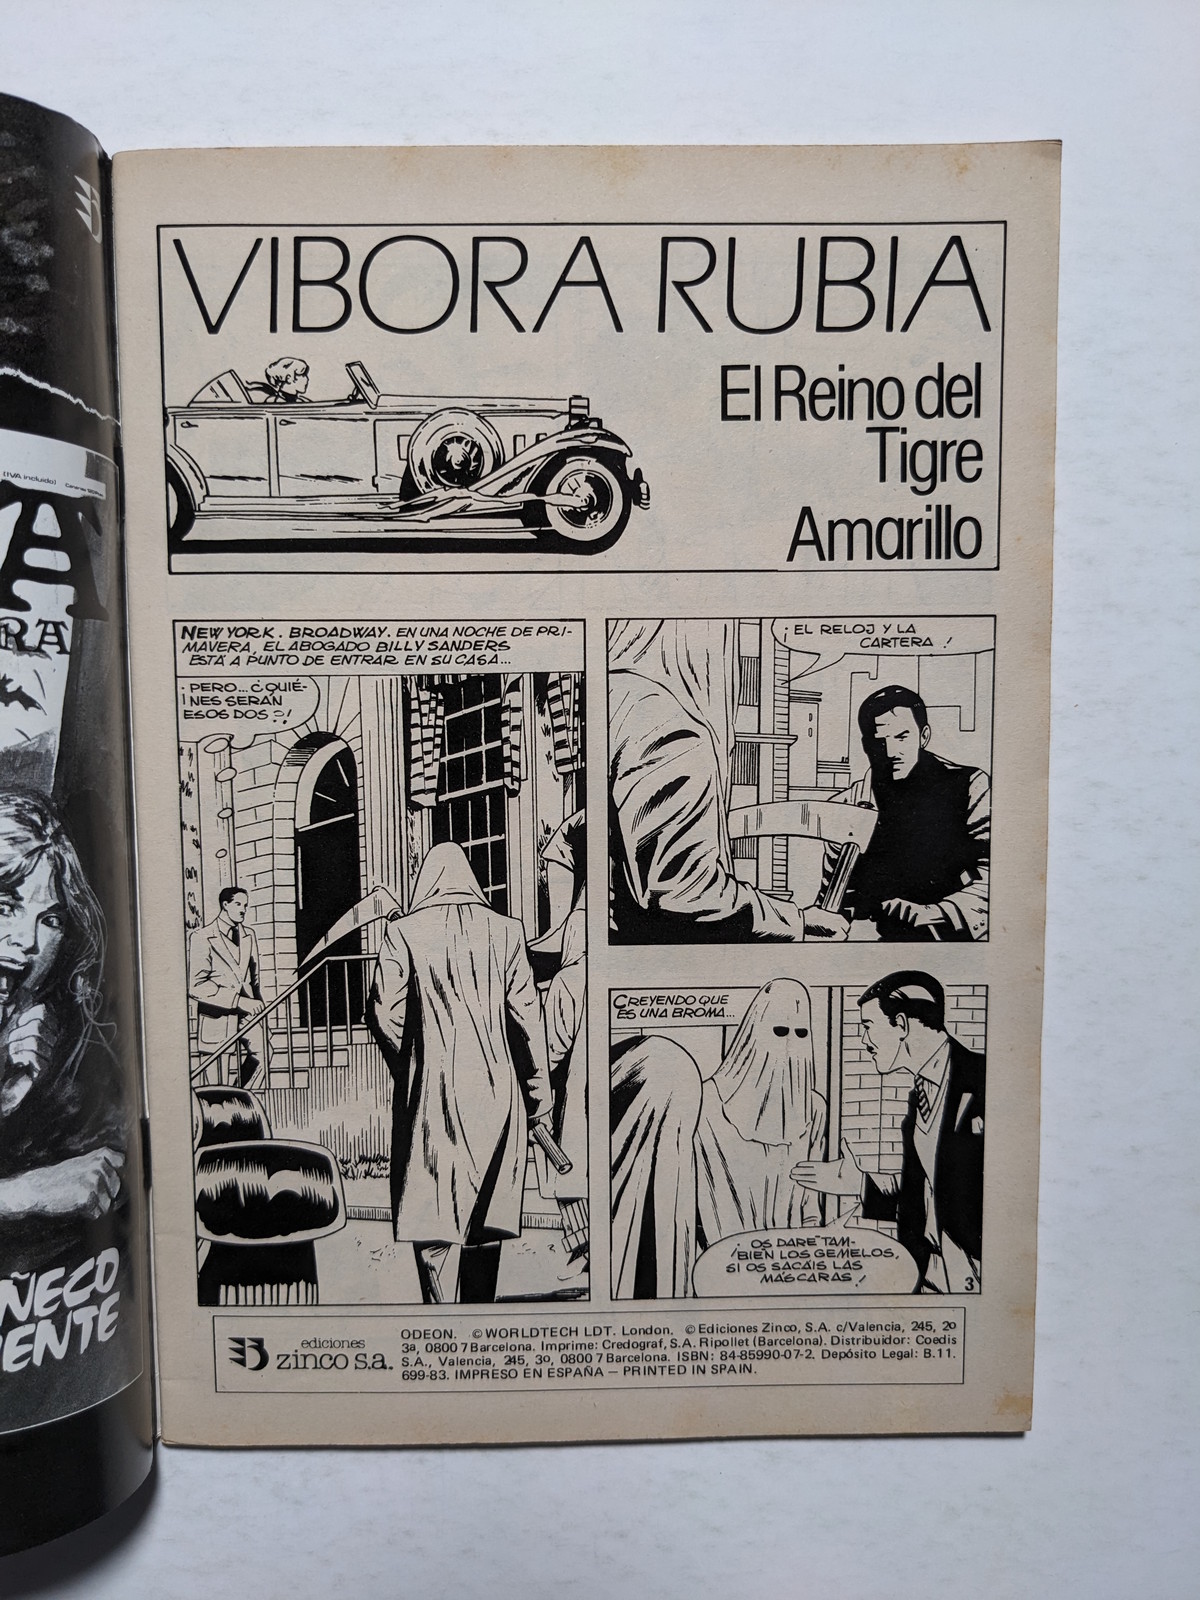 (IVA incluido)
A
RA
ÑECO
IENTE
VIBORA RUBIA
El Reino del
Tigre
Amarillo
NEW YORK. BROADWAY. EN UNA NOCHE DE PRI-
MAVERA, EL ABOGADO BILLY SANDERS
ESTÁ A PUNTO DE ENTRAR EN SU CASA...
¡PERO... ¿QUIÉ-
NES SERÁN
ESOS DOS?!
¡EL RELOJ Y LA
CARTERA!
CREYENDO QUE
ES UNA BROMA...
¡OS DARÉ TAM-
BIEN LOS GEMELOS,
SI OS SACÁIS LAS
MÁSCARAS!
3
ediciones
zinco s.a.
ODEON. © WORLDTECH LDT. London. © Ediciones Zinco, S.A. c/Valencia, 245, 2º
3ª, 08007 Barcelona. Imprime: Credograf, S.A. Ripollet (Barcelona). Distribuidor: Coedis
S.A., Valencia, 245, 3º, 08007 Barcelona. ISBN: 84-85990-07-2. Depósito Legal: B.11.
699-83. IMPRESO EN ESPAÑA – PRINTED IN SPAIN.